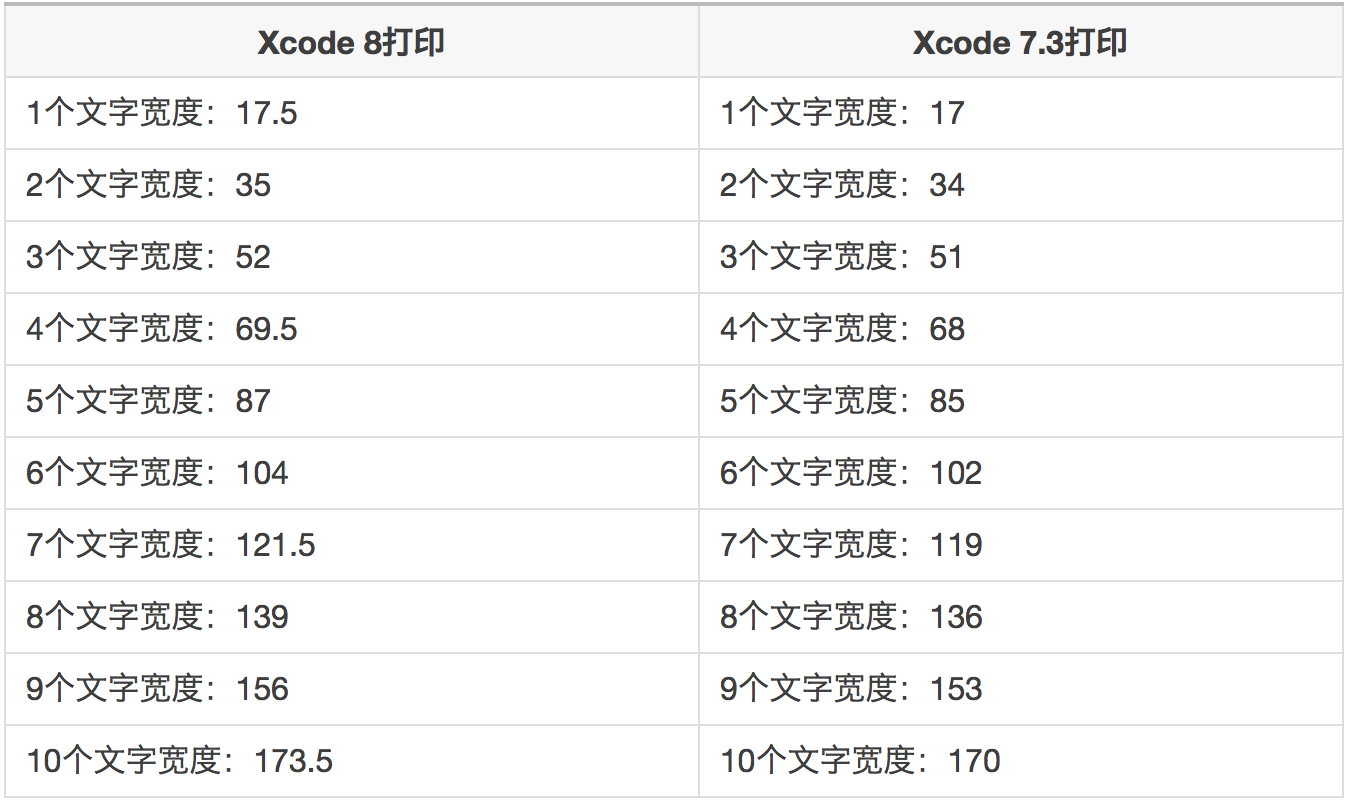 Xcode 8打印 Xcode 7.3打印
1个文字宽度：17.5 1个文字宽度：17
2个文字宽度：35 2个文字宽度：34
3个文字宽度：52 3个文字宽度：51
4个文字宽度：69.5 4个文字宽度：68
5个文字宽度：87 5个文字宽度：85
6个文字宽度：104 6个文字宽度：102
7个文字宽度：121.5 7个文字宽度：119
8个文字宽度：139 8个文字宽度：136
9个文字宽度：156 9个文字宽度：153
10个文字宽度：173.5 10个文字宽度：170